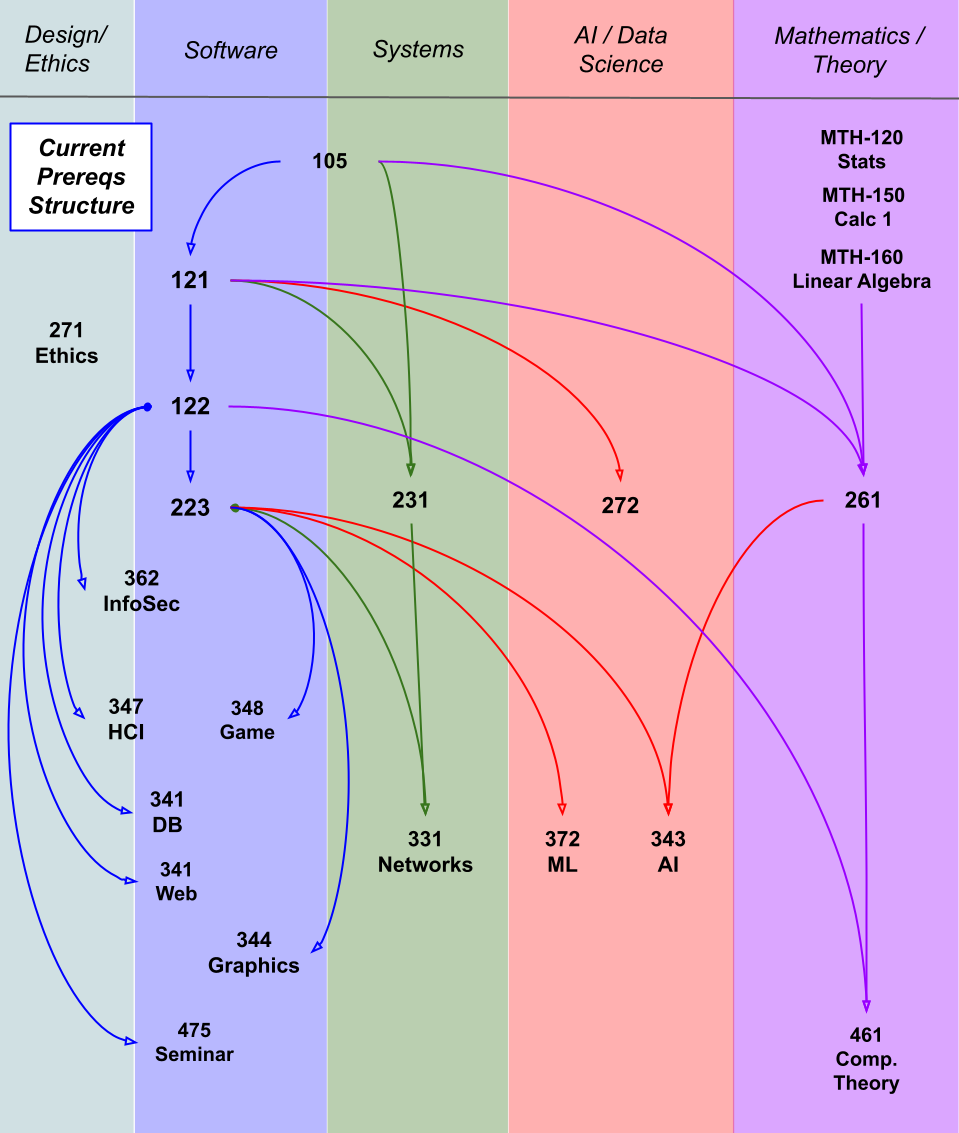 Design/
Ethics
Software
Systems
AI / Data
Science
Mathematics /
Theory
Current
Prereqs
Structure
105
MTH-120
Stats
MTH-150
Calc 1
MTH-160
Linear Algebra
121
271
Ethics
122
223
231
272
261
362
InfoSec
347
HCI
348
Game
341
DB
331
Networks
372
ML
343
AI
341
Web
344
Graphics
475
Seminar
461
Comp.
Theory